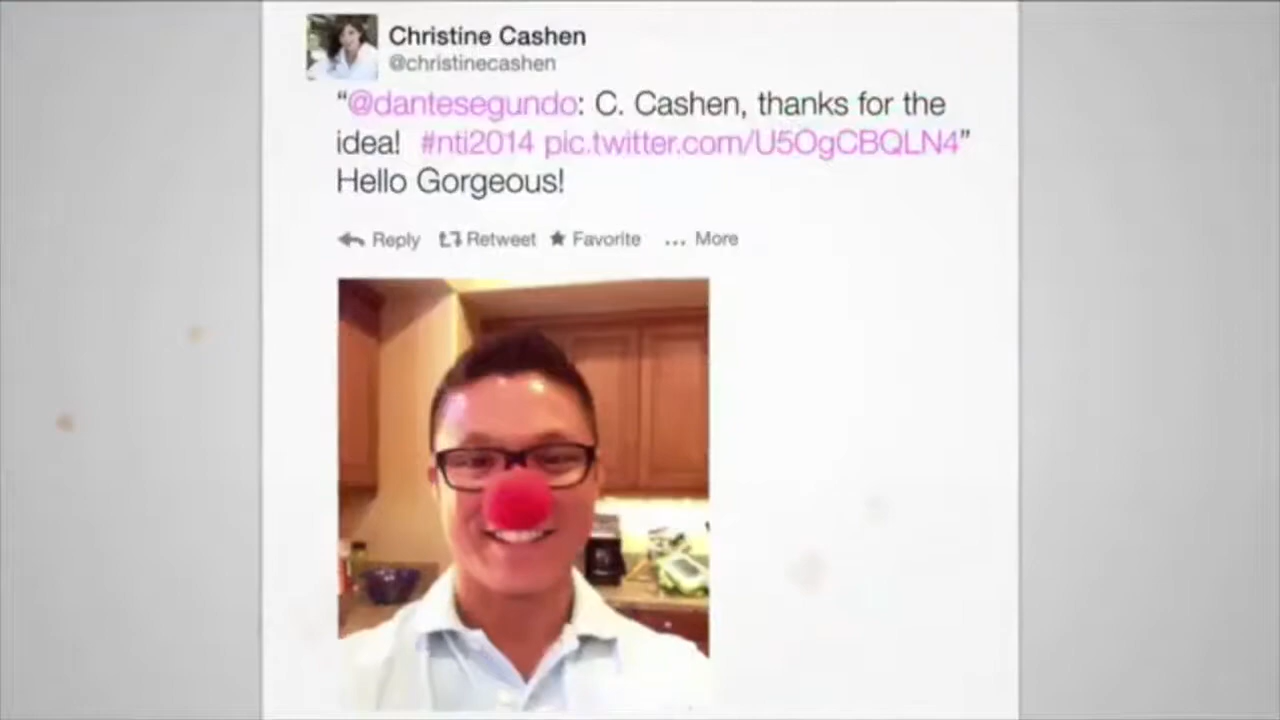 Christine Cashen
@christinecashen
“@dantesegundo: C. Cashen, thanks for the
idea! #nti2014 pic.twitter.com/U5OgCBQLN4”
Hello Gorgeous!
Reply Retweet Favorite ... More